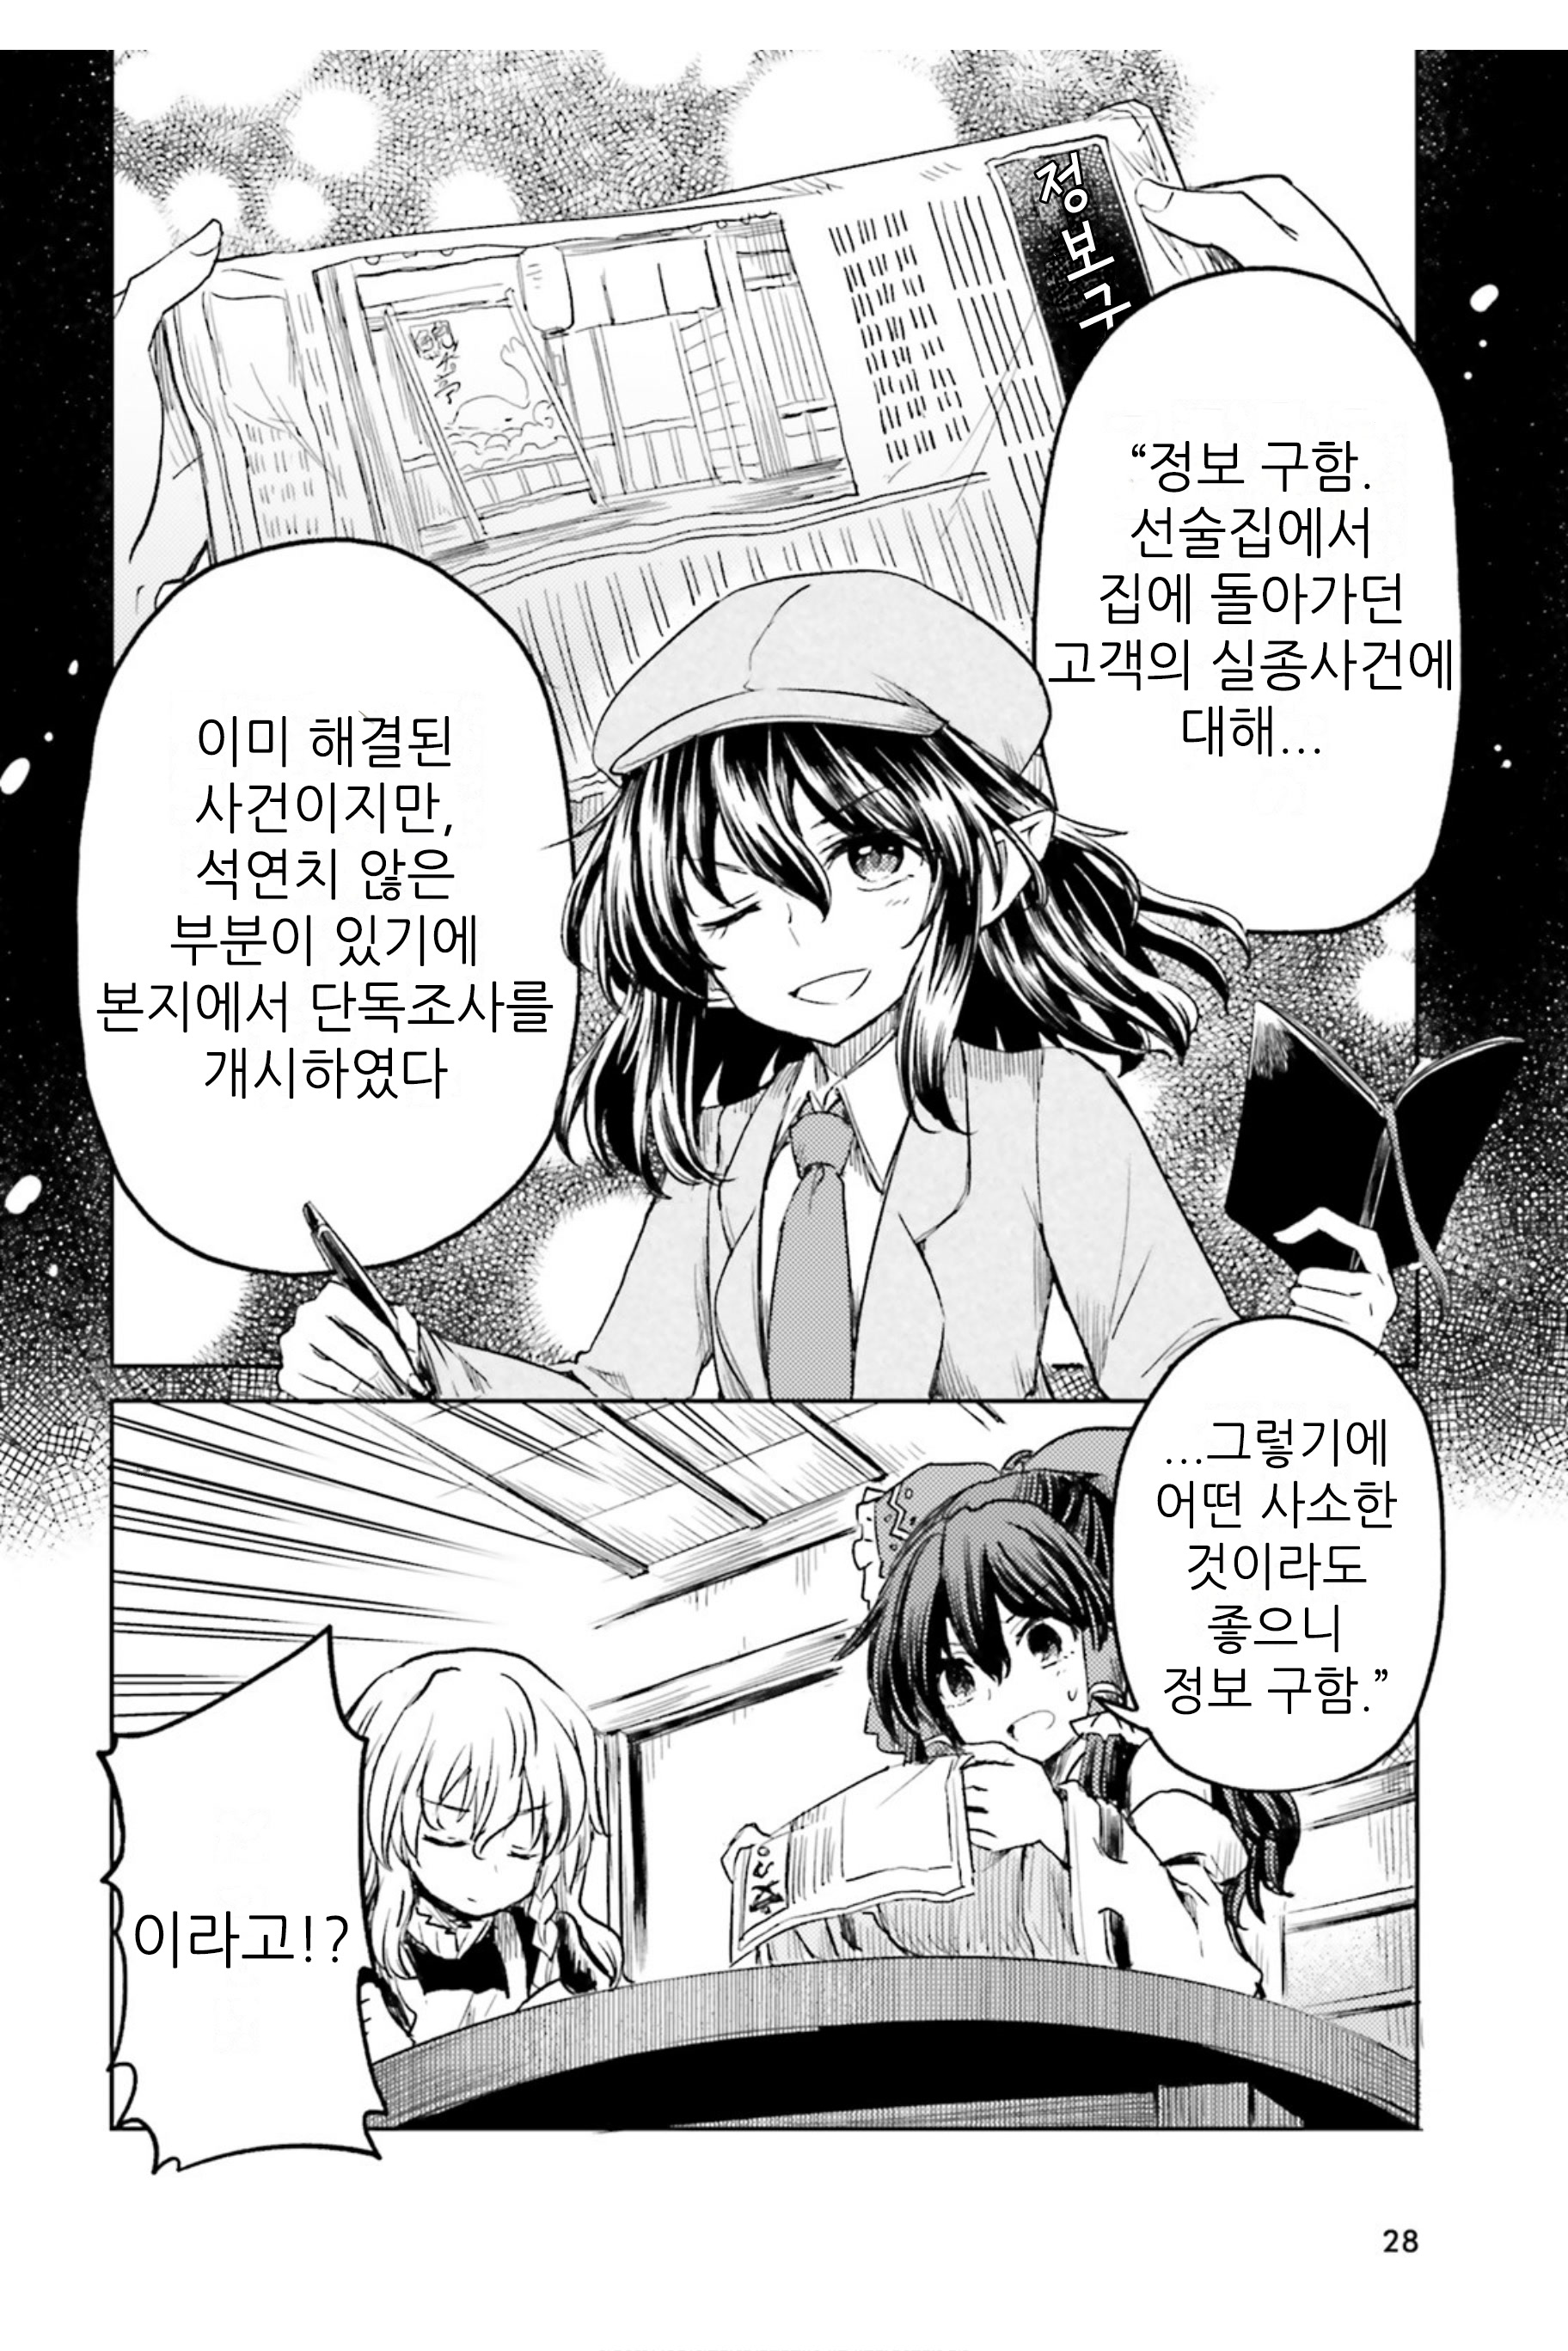 정보구
“정보 구함.
선술집에서
집에 돌아가던
고객의 실종사건에
대해...
이미 해결된
사건이지만,
석연치 않은
부분이 있기에
본지에서 단독조사를
개시하였다
...그렇기에
어떤 사소한
것이라도
좋으니
정보 구함.”
이라고!?
28